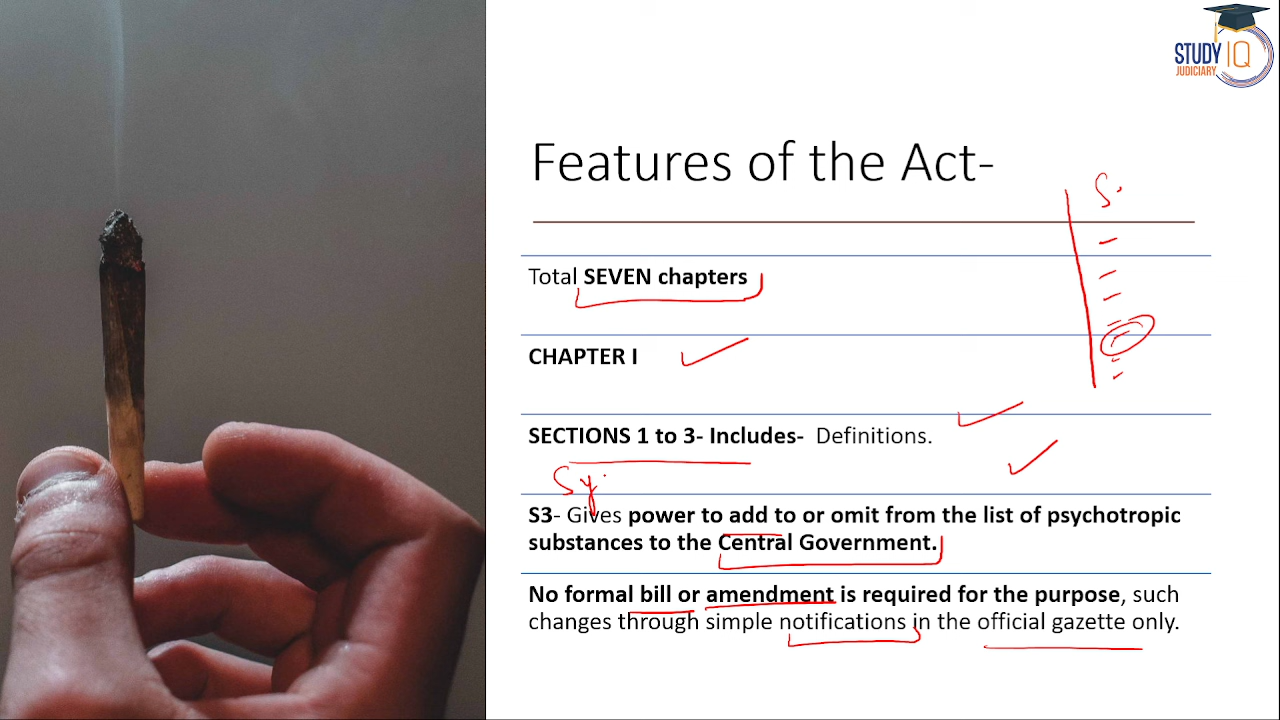 STUDY IQ
JUDICIARY
Features of the Act-
S.
Total SEVEN chapters
CHAPTER I
SECTIONS 1 to 3- Includes-  Definitions.
Sy.
S3- Gives power to add to or omit from the list of psychotropic
substances to the Central Government.
No formal bill or amendment is required for the purpose, such
changes through simple notifications in the official gazette only.